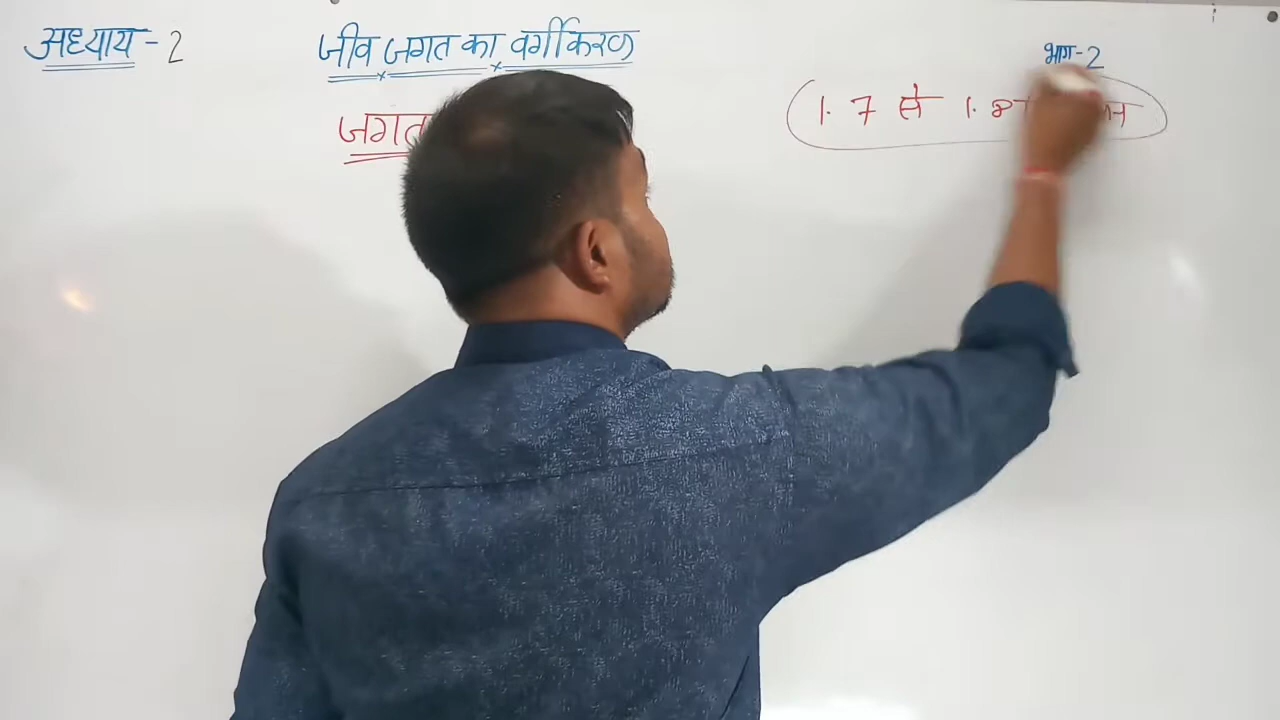 अध्याय - 2
जीव जगत का वर्गीकरण
भाग - 2
जगत
1. 7 से 1. 8